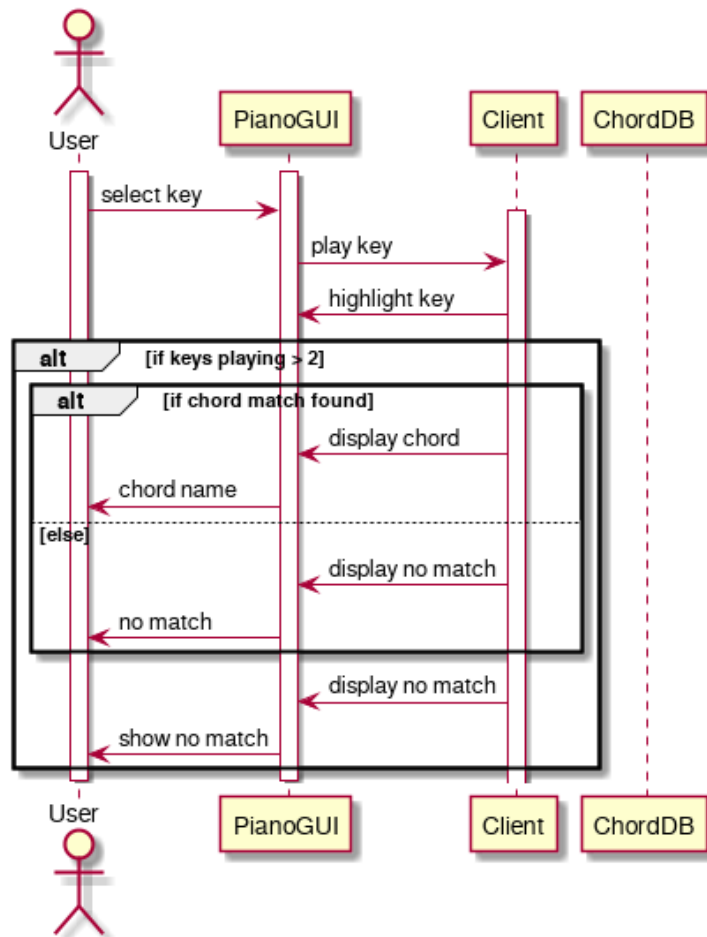 User
PianoGUI
Client
ChordDB
select key
play key
highlight key
alt [if keys playing > 2]
alt [if chord match found]
display chord
chord name
[else]
display no match
no match
display no match
show no match
User
PianoGUI
Client
ChordDB